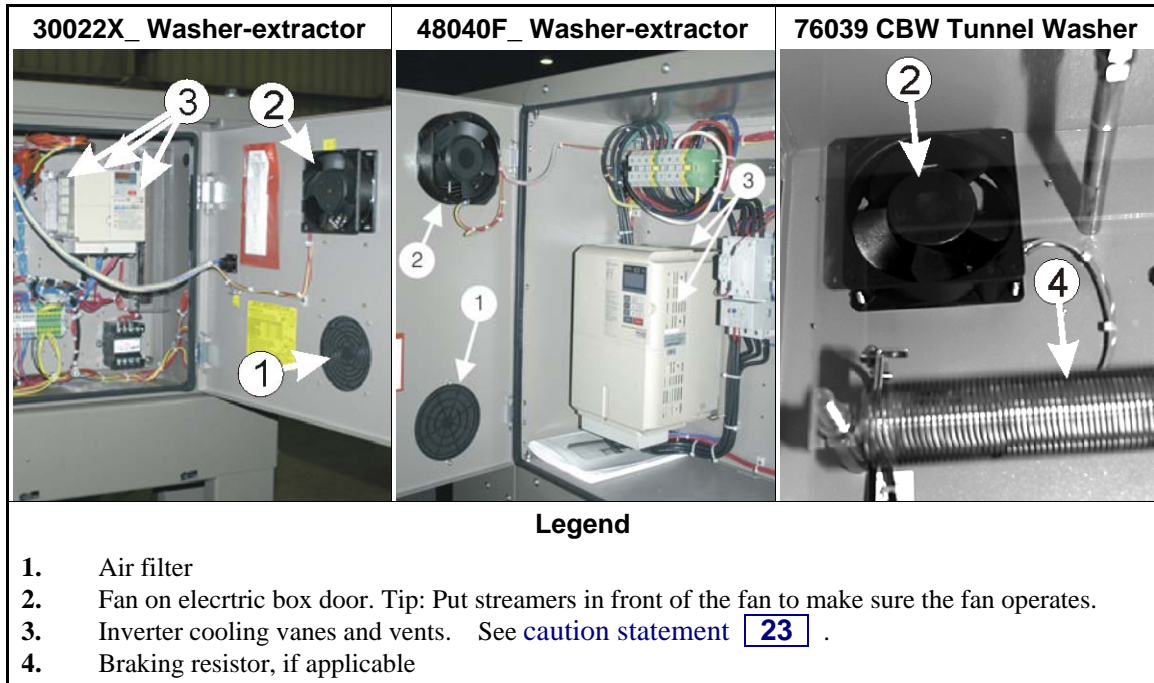 30022X_ Washer-extractor
48040F_ Washer-extractor
76039 CBW Tunnel Washer
3
2
1
2
1
3
2
4
Legend
1. Air filter
2. Fan on elecrtric box door. Tip: Put streamers in front of the fan to make sure the fan operates.
3. Inverter cooling vanes and vents. See caution statement 23 .
4. Braking resistor, if applicable